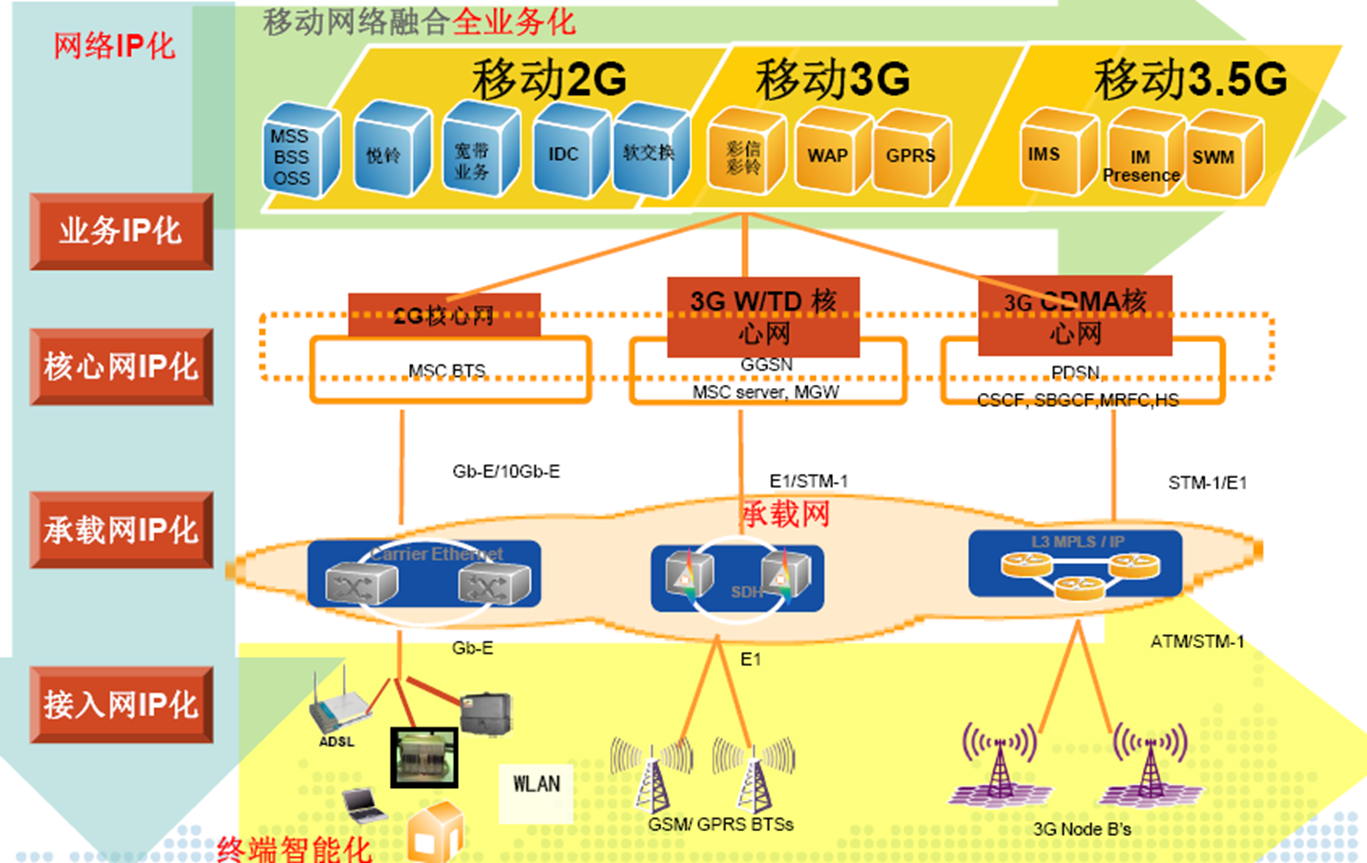 移动网络融合全业务化
网络IP化
移动2G
移动3G
移动3.5G
MSS
BSS
OSS
悦铃
宽带
业务
IDC
软交换
彩信
彩铃
WAP
GPRS
IMS
IM
Presence
SWM
业务IP化
2G核心网
3G W/TD 核
心网
3G CDMA核
心网
核心网IP化
MSC BTS
GGSN
MSC server, MGW
PDSN
CSCF, SBGCF,MRFC,HS
Gb-E/10Gb-E
E1/STM-1
STM-1/E1
承载网IP化
承载网
Carrier Ethernet
SDH
L3 MPLS / IP
Gb-E
E1
ATM/STM-1
接入网IP化
ADSL
WLAN
GSM/ GPRS BTSs
3G Node B's
终端智能化